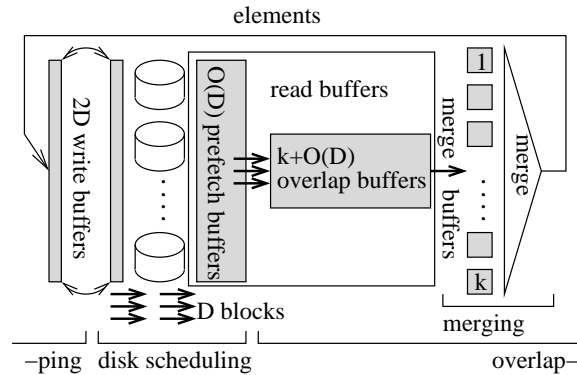 elements
2D write buffers
O(D) prefetch buffers
read buffers
k+O(D)
overlap buffers
merge
buffers
1
k
merge
D blocks
merging
–ping
disk scheduling
overlap–